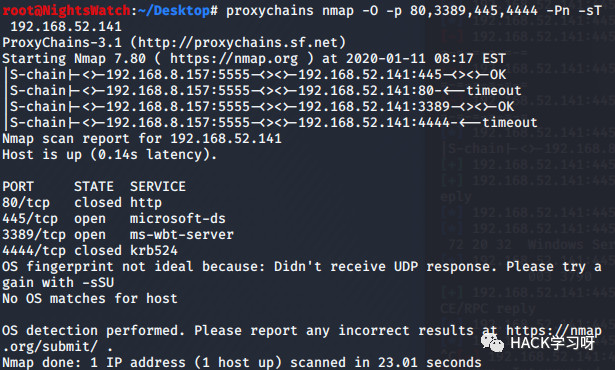 root@NightsWatch:~/Desktop# proxychains nmap -O -p 80,3389,445,4444 -Pn -sT
 192.168.52.141
ProxyChains-3.1 (http://proxychains.sf.net)
Starting Nmap 7.80 ( https://nmap.org ) at 2020-01-11 08:17 EST
|S-chain|-<>-192.168.8.157:5555-<><>-192.168.52.141:445-<><>-OK
|S-chain|-<>-192.168.8.157:5555-<><>-192.168.52.141:80-<--timeout
|S-chain|-<>-192.168.8.157:5555-<><>-192.168.52.141:3389-<><>-OK
|S-chain|-<>-192.168.8.157:5555-<><>-192.168.52.141:4444-<--timeout
Nmap scan report for 192.168.52.141
Host is up (0.14s latency).
PORT     STATE  SERVICE
80/tcp   closed http
445/tcp  open   microsoft-ds
3389/tcp open   ms-wbt-server
4444/tcp closed krb524
OS fingerprint not ideal because: Didn't receive UDP response. Please try a
gain with -sSU
No OS matches for host
OS detection performed. Please report any incorrect results at https://nmap
.org/submit/ .
Nmap done: 1 IP address (1 host up) scanned in 23.01 seconds
HACK学习呀